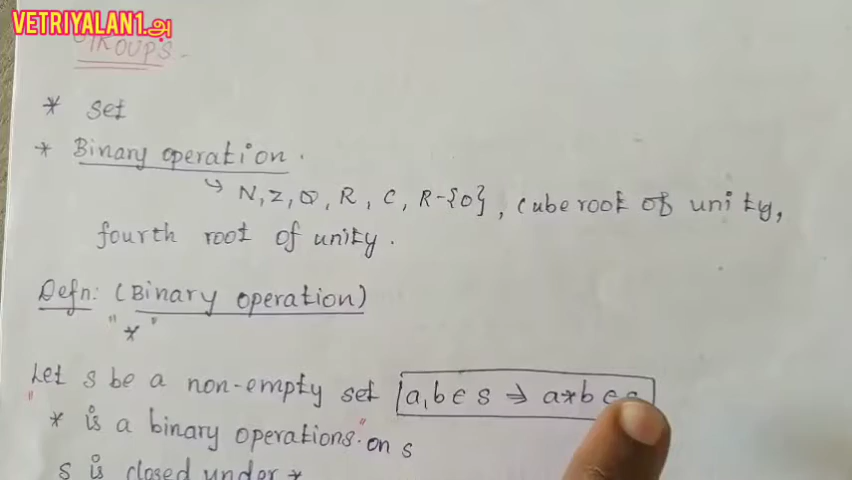 VETRIYALAN1.அ
GROUPS:-
* Set
* Binary operation.
↳ N, Z, Q, R, C, R-{0}, Cube root of unity,
fourth root of unity.
Defn: (Binary operation)
"*"
Let S be a non-empty set a,b ∈ S ⇒ a*b ∈ S
* is a binary operations on S
S is closed under *